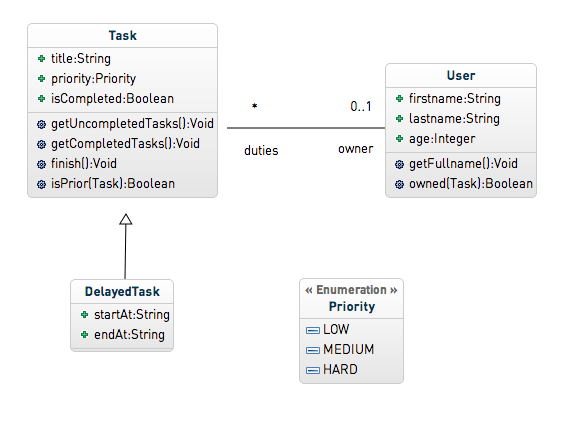 Task
title:String
priority:Priority
isCompleted:Boolean
getUncompletedTasks():Void
getCompletedTasks():Void
finish():Void
isPrior(Task):Boolean
* 0..1
duties owner
User
firstname:String
lastname:String
age:Integer
getFullname():Void
owned(Task):Boolean
DelayedTask
startAt:String
endAt:String
« Enumeration »
Priority
LOW
MEDIUM
HARD